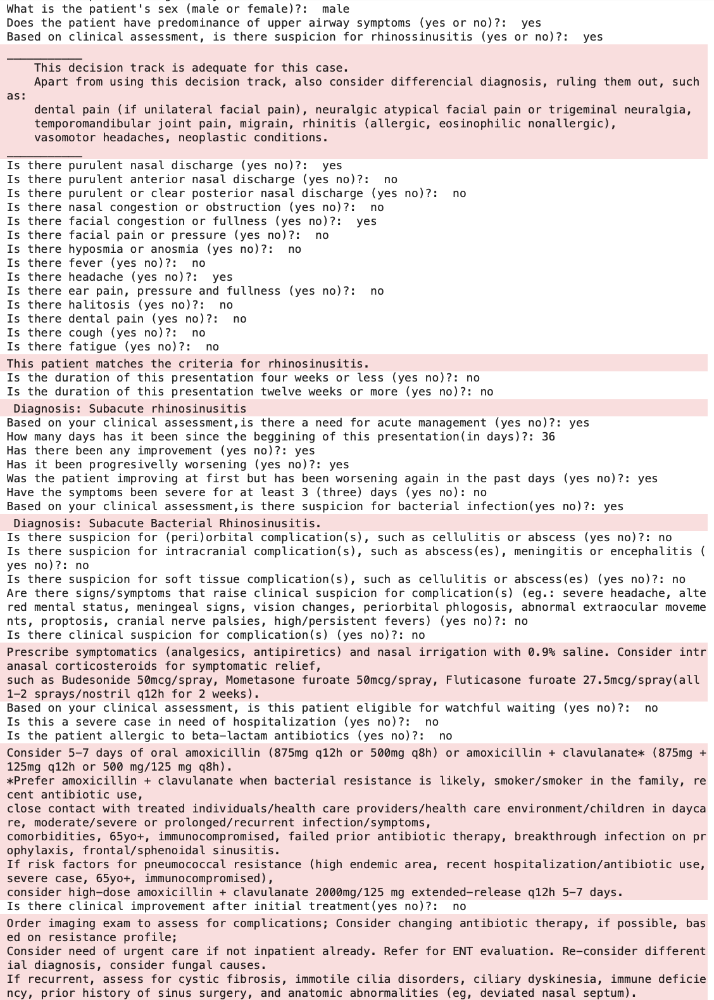 What is the patient's sex (male or female)?:  male
Does the patient have predominance of upper airway symptoms (yes or no)?:  yes
Based on clinical assessment, is there suspicion for rhinossinusitis (yes or no)?:  yes
___________
    This decision track is adequate for this case.
    Apart from using this decision track, also consider differencial diagnosis, ruling them out, such
as:
    dental pain (if unilateral facial pain), neuralgic atypical facial pain or trigeminal neuralgia,
    temporomandibular joint pain, migrain, rhinitis (allergic, eosinophilic nonallergic),
    vasomotor headaches, neoplastic conditions.
___________
Is there purulent nasal discharge (yes no)?:  yes
Is there purulent anterior nasal discharge (yes no)?:  no
Is there purulent or clear posterior nasal discharge (yes no)?:  no
Is there nasal congestion or obstruction (yes no)?:  no
Is there facial congestion or fullness (yes no)?:  yes
Is there facial pain or pressure (yes no)?:  no
Is there hyposmia or anosmia (yes no)?:  no
Is there fever (yes no)?:  no
Is there headache (yes no)?:  yes
Is there ear pain, pressure and fullness (yes no)?:  no
Is there halitosis (yes no)?:  no
Is there dental pain (yes no)?:  no
Is there cough (yes no)?:  no
Is there fatigue (yes no)?:  no
This patient matches the criteria for rhinosinusitis.
Is the duration of this presentation four weeks or less (yes no)?: no
Is the duration of this presentation twelve weeks or more (yes no)?: no
 Diagnosis: Subacute rhinosinusitis
Based on your clinical assessment,is there a need for acute management (yes no)?: yes
How many days has it been since the beggining of this presentation(in days)?: 36
Has there been any improvement (yes no)?: yes
Has it been progresivelly worsening (yes no)?: yes
Was the patient improving at first but has been worsening again in the past days (yes no)?: yes
Have the symptoms been severe for at least 3 (three) days (yes no): no
Based on your clinical assessment,is there suspicion for bacterial infection(yes no)?: yes
 Diagnosis: Subacute Bacterial Rhinosinusitis.
Is there suspicion for (peri)orbital complication(s), such as cellulitis or abscess (yes no)?: no
Is there suspicion for intracranial complication(s), such as abscess(es), meningitis or encephalitis (
yes no)?: no
Is there suspicion for soft tissue complication(s), such as cellulitis or abscess(es) (yes no)?: no
Are there signs/symptoms that raise clinical suspicion for complication(s) (eg.: severe headache, alte
red mental status, meningeal signs, vision changes, periorbital phlogosis, abnormal extraocular moveme
nts, proptosis, cranial nerve palsies, high/persistent fevers) (yes no)?: no
Is there clinical suspicion for complication(s) (yes no)?: no
Prescribe symptomatics (analgesics, antipiretics) and nasal irrigation with 0.9% saline. Consider intr
anasal corticosteroids for symptomatic relief,
such as Budesonide 50mcg/spray, Mometasone furoate 50mcg/spray, Fluticasone furoate 27.5mcg/spray(all
1-2 sprays/nostril q12h for 2 weeks).
Based on your clinical assessment, is this patient eligible for watchful waiting (yes no)?:  no
Is this a severe case in need of hospitalization (yes no)?:  no
Is the patient allergic to beta-lactam antibiotics (yes no)?:  no
Consider 5-7 days of oral amoxicillin (875mg q12h or 500mg q8h) or amoxicillin + clavulanate* (875mg +
125mg q12h or 500 mg/125 mg q8h).
*Prefer amoxicillin + clavulanate when bacterial resistance is likely, smoker/smoker in the family, re
cent antibiotic use,
close contact with treated individuals/health care providers/health care environment/children in dayca
re, moderate/severe or prolonged/recurrent infection/symptoms,
comorbidities, 65yo+, immunocompromised, failed prior antibiotic therapy, breakthrough infection on pr
ophylaxis, frontal/sphenoidal sinusitis.
If risk factors for pneumococcal resistance (high endemic area, recent hospitalization/antibiotic use,
severe case, 65yo+, immunocompromised),
consider high-dose amoxicillin + clavulanate 2000mg/125 mg extended-release q12h 5-7 days.
Is there clinical improvement after initial treatment(yes no)?:  no
Order imaging exam to assess for complications; Consider changing antibiotic therapy, if possible, bas
ed on resistance profile;
Consider need of urgent care if not inpatient already. Refer for ENT evaluation. Re-consider different
ial diagnosis, consider fungal causes.
If recurrent, assess for cystic fibrosis, immotile cilia disorders, ciliary dyskinesia, immune deficie
ncy, prior history of sinus surgery, and anatomic abnormalities (eg, deviated nasal septum).